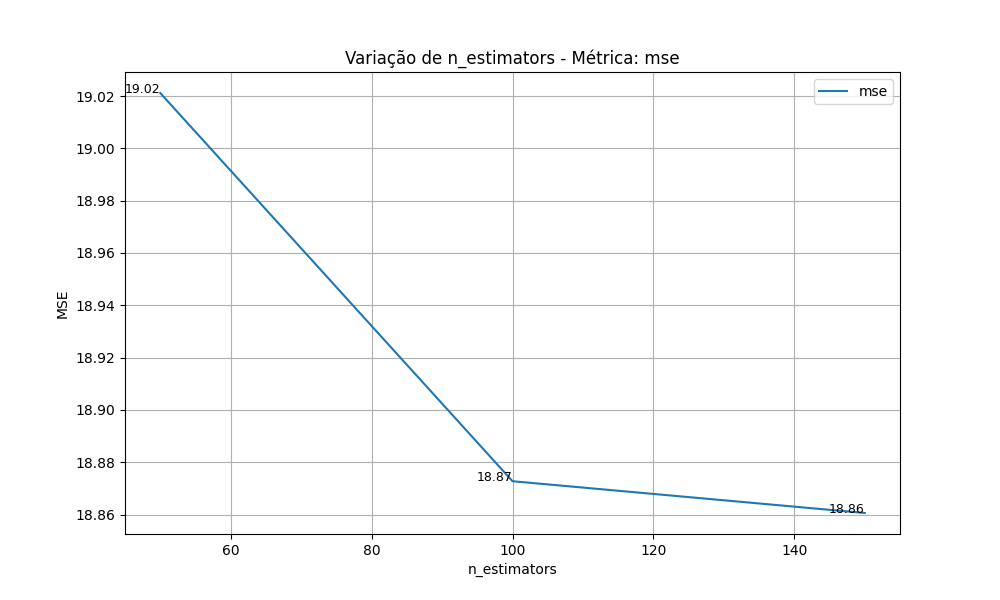 Variação de n_estimators - Métrica: mse
mse
MSE
19.02
19.00
18.98
18.96
18.94
18.92
18.90
18.88
18.86
19.02
18.87
18.86
60 80 100 120 140
n_estimators